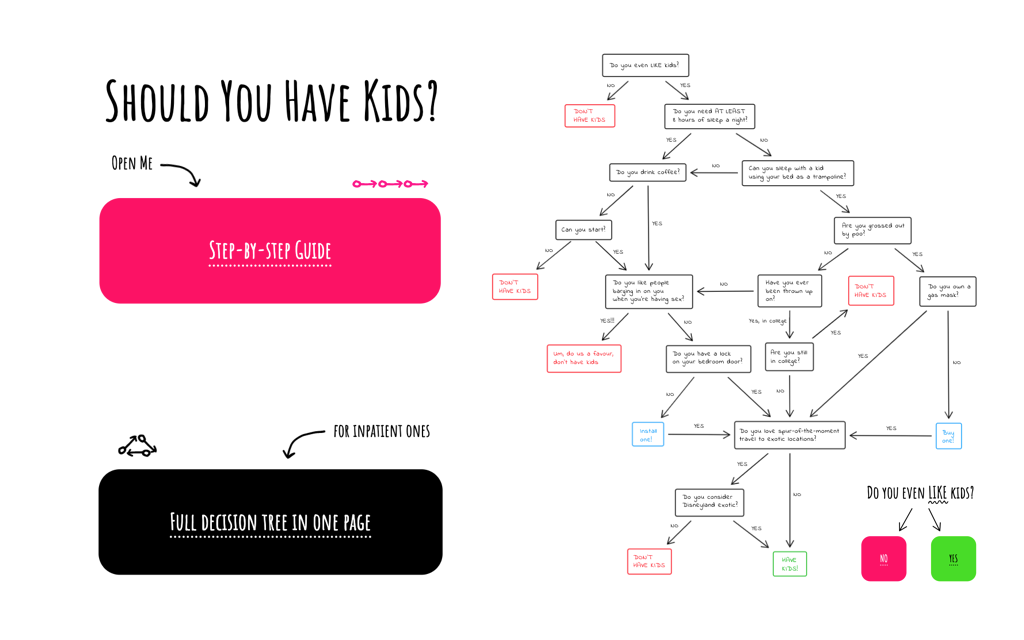 Should You Have Kids?
Open Me
Step-by-step Guide
for inpatient ones
Full decision tree in one page
Do you even LIKE kids?
NO
YES
DON'T
HAVE KIDS
Do you need AT LEAST
8 hours of sleep a night?
YES
NO
Do you drink coffee?
NO
Can you sleep with a kid
using your bed as a trampoline?
NO
YES
YES
Can you start?
Are you grossed out
by poo?
NO
YES
NO
YES
DON'T
HAVE KIDS
Do you like people
barging in on you
when you're having sex?
NO
Have you ever
been thrown up
on?
DON'T
HAVE KIDS
Do you own a
gas mask?
YES!!!
NO
Yes, in college
YES
Um, do us a favour,
don't have kids
Do you have a lock
on your bedroom door?
Are you still
in college?
YES
NO
NO
YES
NO
Install
one!
YES
Do you love spur-of-the-moment
travel to exotic locations?
YES
Buy
one!
YES
NO
Do you consider
Disneyland exotic?
NO
YES
DON'T
HAVE KIDS
HAVE
KIDS!
Do you even LIKE kids?
NO
YES